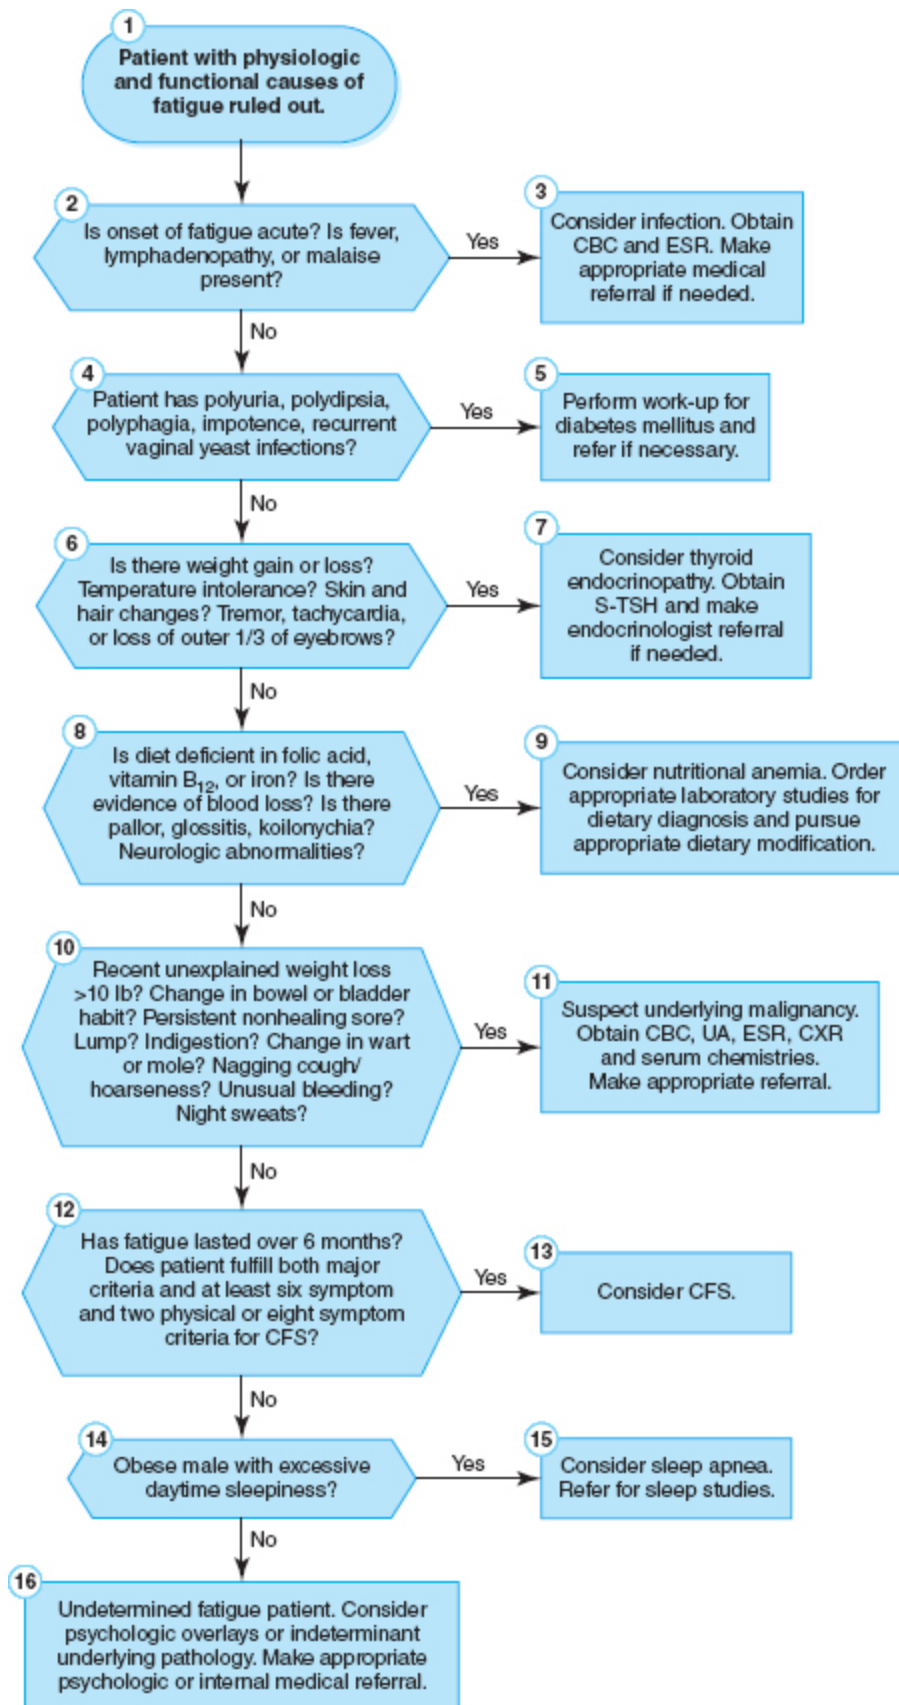 1
Patient with physiologic
and functional causes of
fatigue ruled out.
2
Is onset of fatigue acute? Is fever,
lymphadenopathy, or malaise
present?
Yes
3
Consider infection. Obtain
CBC and ESR. Make
appropriate medical
referral if needed.
No
4
Patient has polyuria, polydipsia,
polyphagia, impotence, recurrent
vaginal yeast infections?
Yes
5
Perform work-up for
diabetes mellitus and
refer if necessary.
No
6
Is there weight gain or loss?
Temperature intolerance? Skin and
hair changes? Tremor, tachycardia,
or loss of outer 1/3 of eyebrows?
Yes
7
Consider thyroid
endocrinopathy. Obtain
S-TSH and make
endocrinologist referral
if needed.
No
8
Is diet deficient in folic acid,
vitamin B₁₂, or iron? Is there
evidence of blood loss? Is there
pallor, glossitis, koilonychia?
Neurologic abnormalities?
Yes
9
Consider nutritional anemia. Order
appropriate laboratory studies for
dietary diagnosis and pursue
appropriate dietary modification.
No
10
Recent unexplained weight loss
>10 lb? Change in bowel or bladder
habit? Persistent nonhealing sore?
Lump? Indigestion? Change in wart
or mole? Nagging cough/
hoarseness? Unusual bleeding?
Night sweats?
Yes
11
Suspect underlying malignancy.
Obtain CBC, UA, ESR, CXR
and serum chemistries.
Make appropriate referral.
No
12
Has fatigue lasted over 6 months?
Does patient fulfill both major
criteria and at least six symptom
and two physical or eight symptom
criteria for CFS?
Yes
13
Consider CFS.
No
14
Obese male with excessive
daytime sleepiness?
Yes
15
Consider sleep apnea.
Refer for sleep studies.
No
16
Undetermined fatigue patient. Consider
psychologic overlays or indeterminant
underlying pathology. Make appropriate
psychologic or internal medical referral.